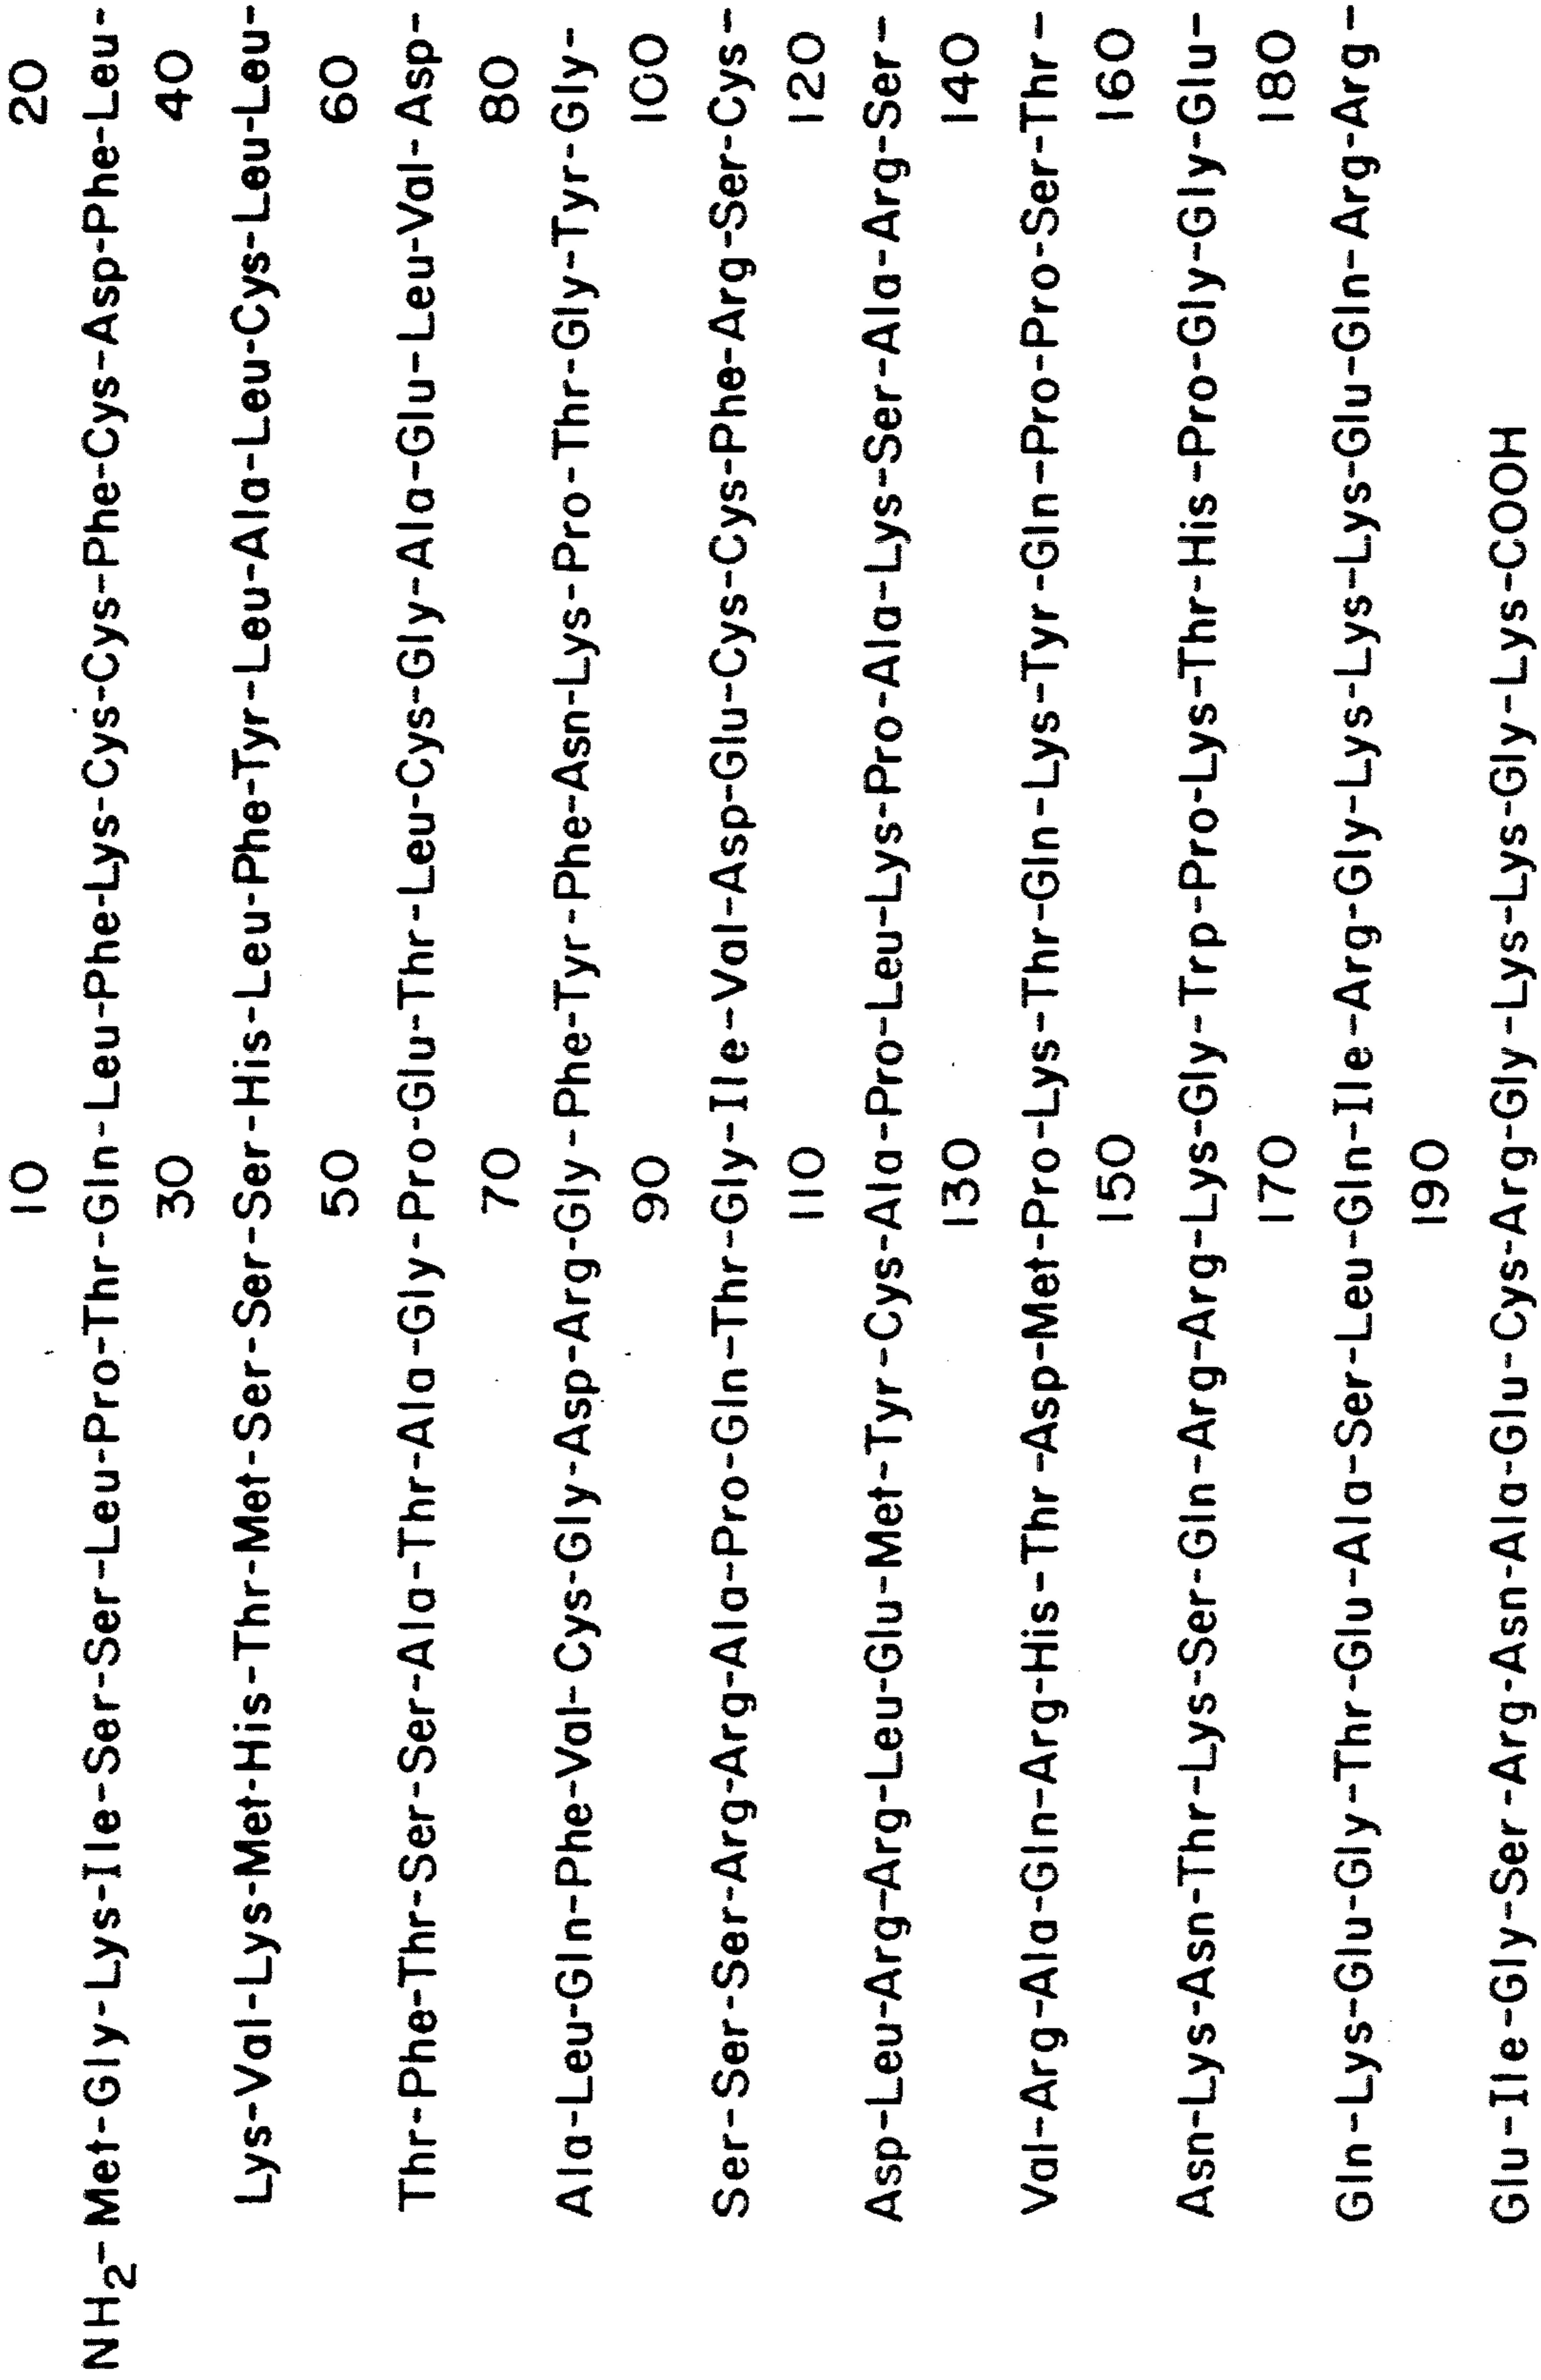 10 20
NH2-Met-Gly-Lys-Ile-Ser-Ser-Leu-Pro-Thr-Gln-Leu-Phe-Lys-Cys-Cys-Phe-Cys-Asp-Phe-Leu-
30 40
Lys-Val-Lys-Met-His-Thr-Met-Ser-Ser-Ser-His-Leu-Phe-Tyr-Leu-Ala-Leu-Cys-Leu-Leu-
50 60
Thr-Phe-Thr-Ser-Ser-Ala-Thr-Ala-Gly-Pro-Glu-Thr-Leu-Cys-Gly-Ala-Glu-Leu-Val-Asp-
70 80
Ala-Leu-Gln-Phe-Val-Cys-Gly-Asp-Arg-Gly-Phe-Tyr-Phe-Asn-Lys-Pro-Thr-Gly-Tyr-Gly-
90 100
Ser-Ser-Ser-Arg-Arg-Ala-Pro-Gln-Thr-Gly-Ile-Val-Asp-Glu-Cys-Cys-Phe-Arg-Ser-Cys-
110 120
Asp-Leu-Arg-Arg-Leu-Glu-Met-Tyr-Cys-Ala-Pro-Leu-Lys-Pro-Ala-Lys-Ser-Ala-Arg-Ser-
130 140
Val-Arg-Ala-Gln-Arg-His-Thr-Asp-Met-Pro-Lys-Thr-Gln-Lys-Tyr-Gln-Pro-Pro-Ser-Thr-
150 160
Asn-Lys-Asn-Thr-Lys-Ser-Gln-Arg-Arg-Lys-Gly-Trp-Pro-Lys-Thr-His-Pro-Gly-Gly-Glu-
170 180
Gln-Lys-Glu-Gly-Thr-Glu-Ala-Ser-Leu-Gln-Ile-Arg-Gly-Lys-Lys-Lys-Glu-Gln-Arg-Arg-
190
Glu-Ile-Gly-Ser-Arg-Asn-Ala-Glu-Cys-Arg-Gly-Lys-Lys-Gly-Lys-COOH